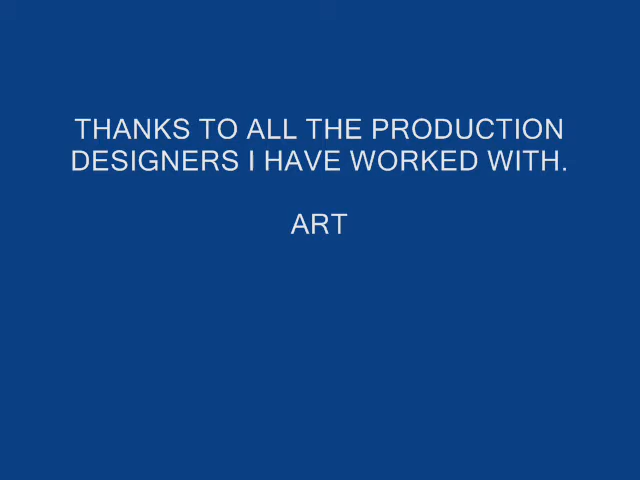 THANKS TO ALL THE PRODUCTION
DESIGNERS I HAVE WORKED WITH.
ART